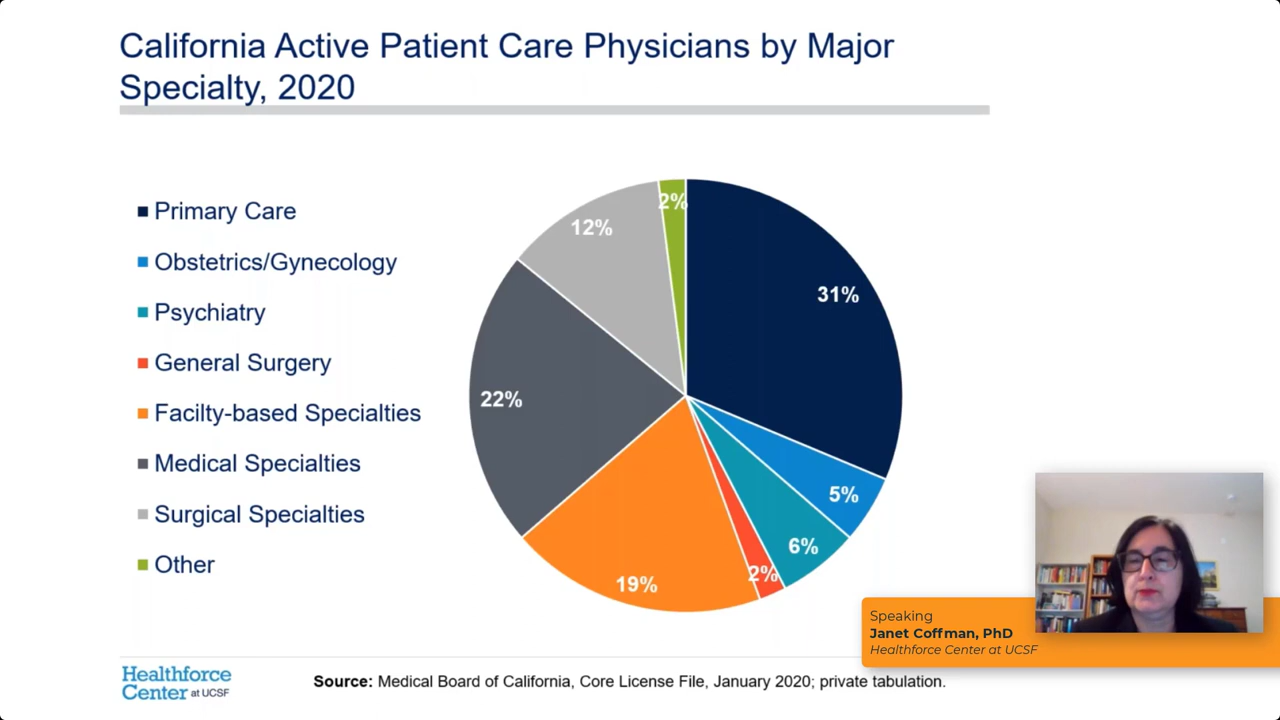 California Active Patient Care Physicians by Major
Specialty, 2020
Primary Care
Obstetrics/Gynecology
Psychiatry
General Surgery
Facilty-based Specialties
Medical Specialties
Surgical Specialties
Other
2%
12%
31%
22%
5%
6%
2%
19%
Speaking
Janet Coffman, PhD
Healthforce Center at UCSF
Healthforce
Center at UCSF
Source: Medical Board of California, Core License File, January 2020; private tabulation.